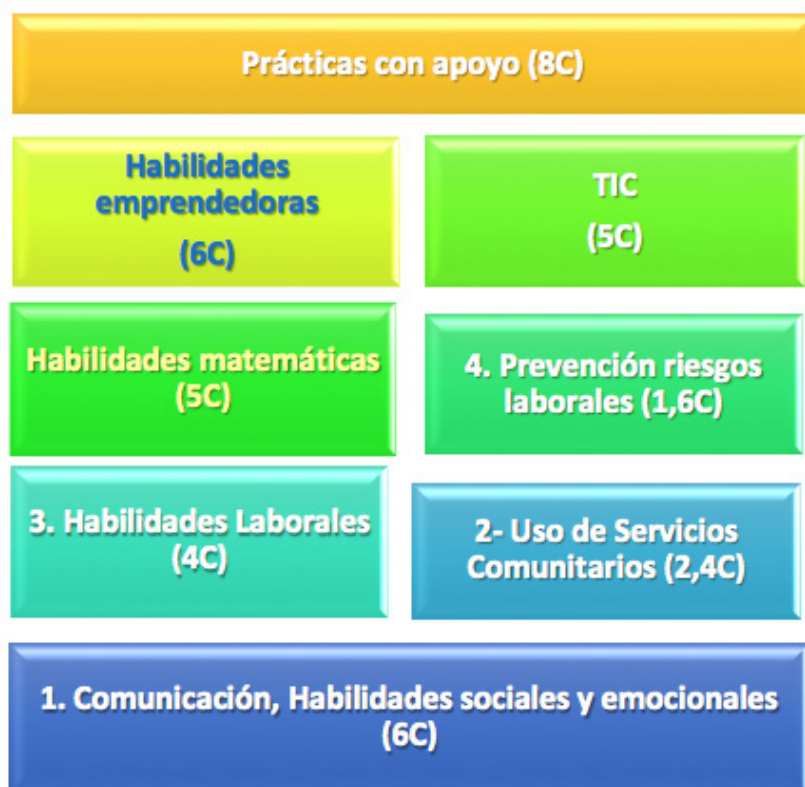 Prácticas con apoyo (8C)
Habilidades
emprendedoras
(6C)
TIC
(5C)
Habilidades matemáticas
(5C)
4. Prevención riesgos
laborales (1,6C)
3. Habilidades Laborales
(4C)
2- Uso de Servicios
Comunitarios (2,4C)
1. Comunicación, Habilidades sociales y emocionales
(6C)